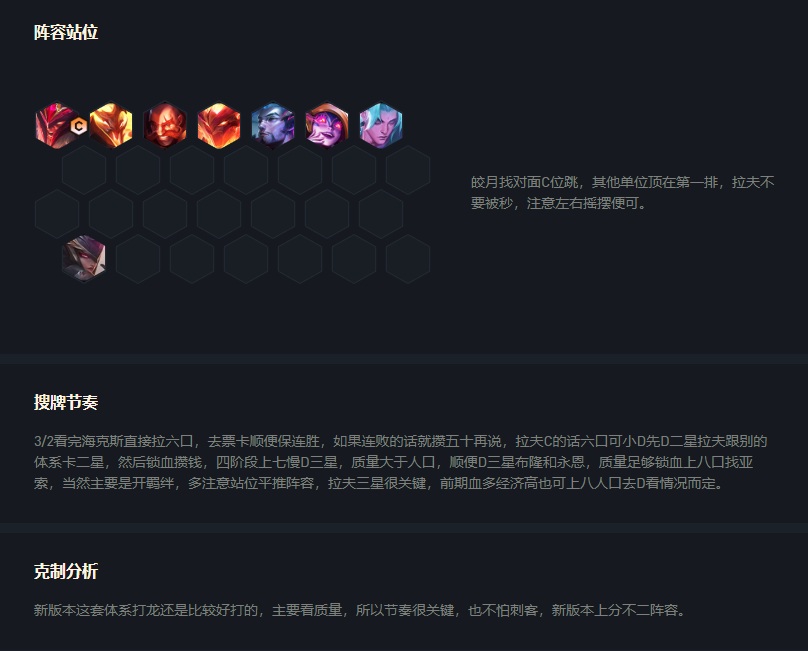 阵容站位
C
皎月找对面C位跳，其他单位顶在第一排，拉夫不
要被秒，注意左右摇摆便可。
搜牌节奏
3/2看完海克斯直接拉六口，去票卡顺便保连胜，如果连败的话就攒五十再说，拉夫C的话六口可小D先D二星拉夫跟别的
体系卡二星，然后锁血攒钱，四阶段上七慢D三星，质量大于人口，顺便D三星布隆和永恩，质量足够锁血上八口找亚
索，当然主要是开羁绊，多注意站位平推阵容，拉夫三星很关键，前期血多经济高也可上八人口去D看情况而定。
克制分析
新版本这套体系打龙还是比较好打的，主要看质量，所以节奏很关键，也不怕刺客，新版本上分不二阵容。